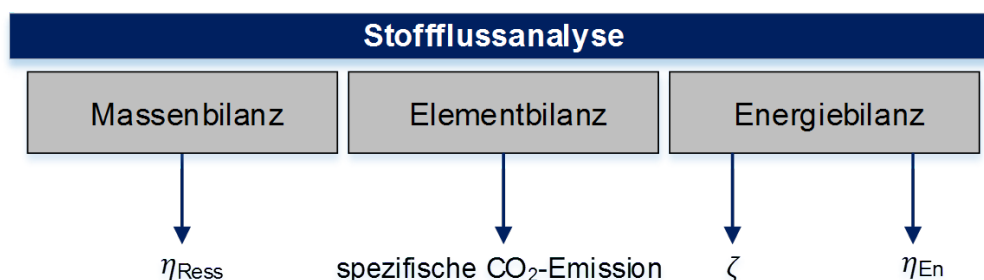 Stoffflussanalyse
Massenbilanz Elementbilanz Energiebilanz
ηRess spezifische CO₂-Emission ζ ηEn